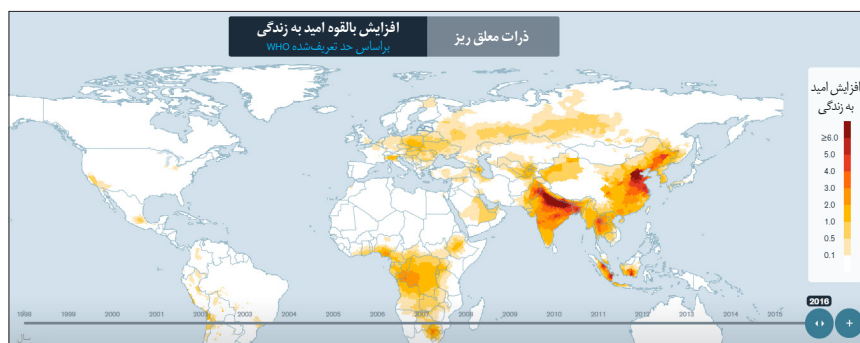 ذرات معلق ریز
افزایش بالقوه امید به زندگی
براساس حد تعریف‌شده WHO
افزایش امید
به زندگی
≥6.0
5.0
4.0
3.0
2.0
1.0
0.5
0.1
2016
1998 1999 2000 2001 2002 2003 2004 2005 2006 2007 2008 2009 2010 2011 2012 2013 2014 2015
سال